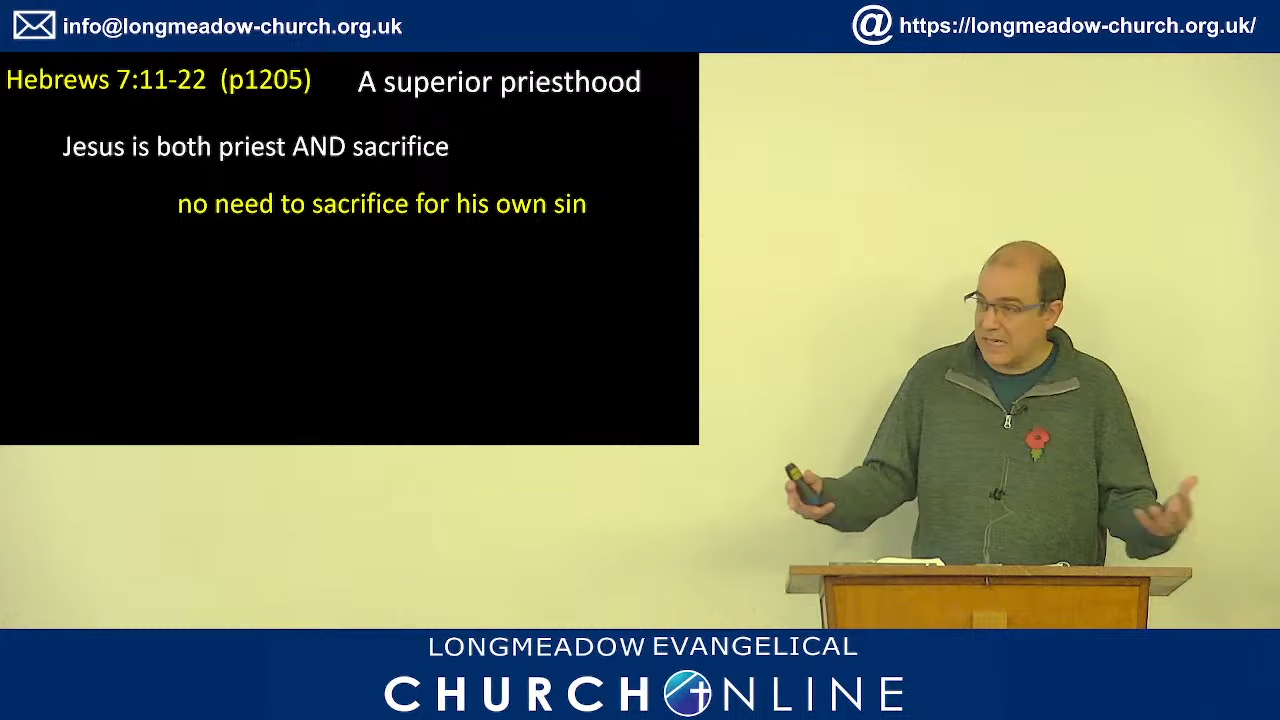 info@longmeadow-church.org.uk
@ https://longmeadow-church.org.uk/
Hebrews 7:11-22 (p1205)
A superior priesthood
Jesus is both priest AND sacrifice
no need to sacrifice for his own sin
LONGMEADOW EVANGELICAL
CHURCH ONLINE